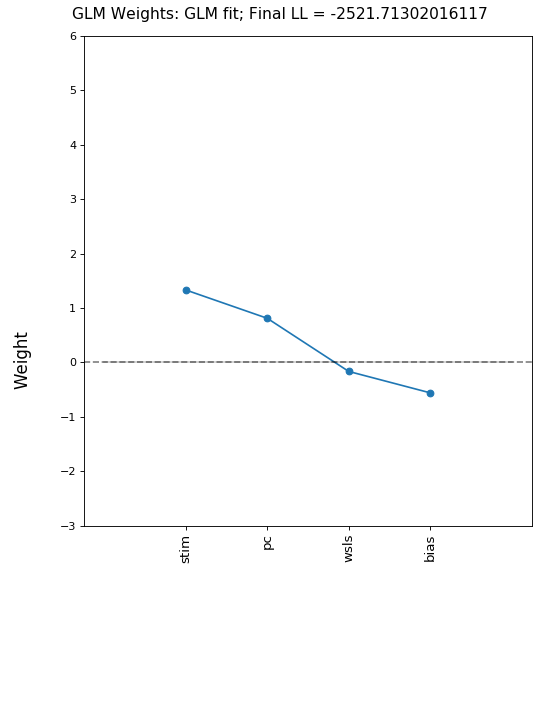 GLM Weights: GLM fit; Final LL = -2521.71302016117
6
5
4
3
2
1
0
−1
−2
−3
Weight
stim
pc
wsls
bias